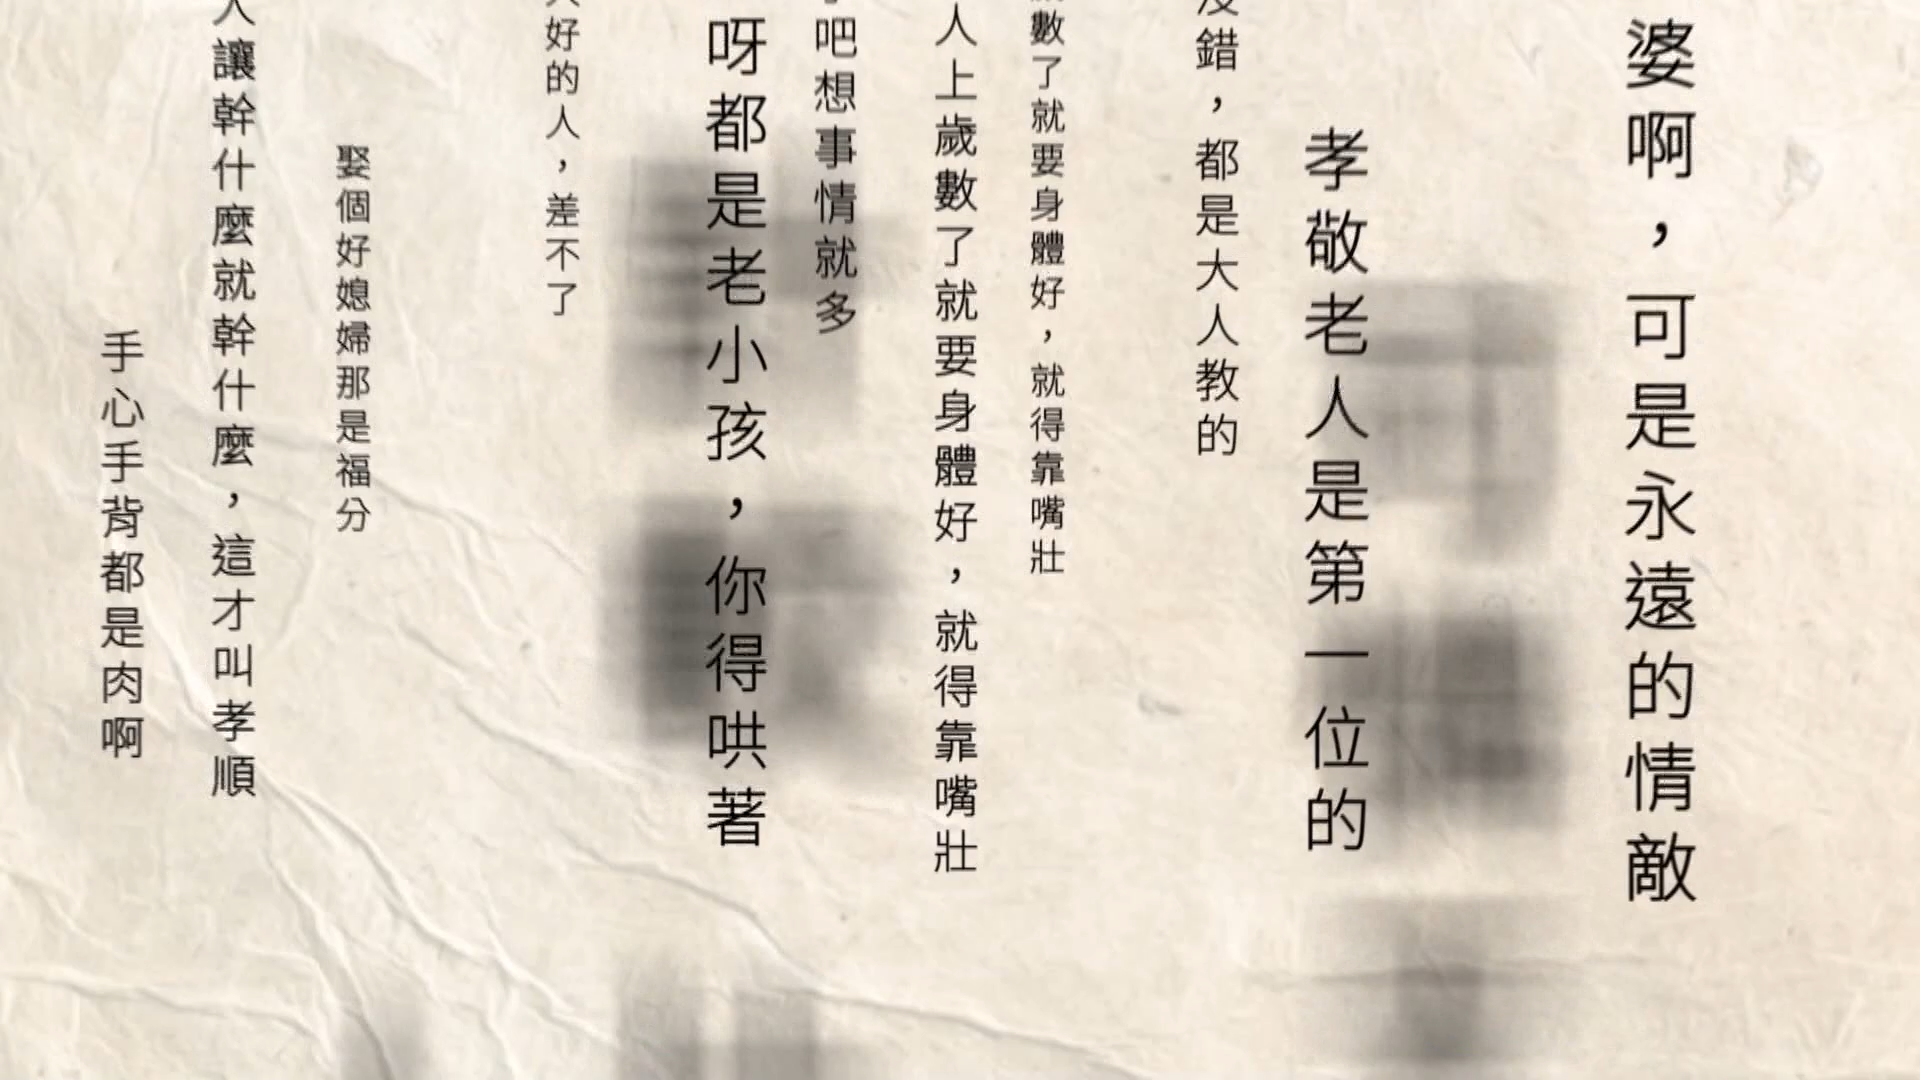 婆啊，可是永遠的情敵
孝敬老人是第一位的
錯，都是大人教的
數了就要身體好，就得靠嘴壯
人上歲數了就要身體好，就得靠嘴壯
吧想事情就多
呀都是老小孩，你得哄著
好的人，差不了
娶個好媳婦那是福分
讓幹什麼就幹什麼，這才叫孝順
手心手背都是肉啊